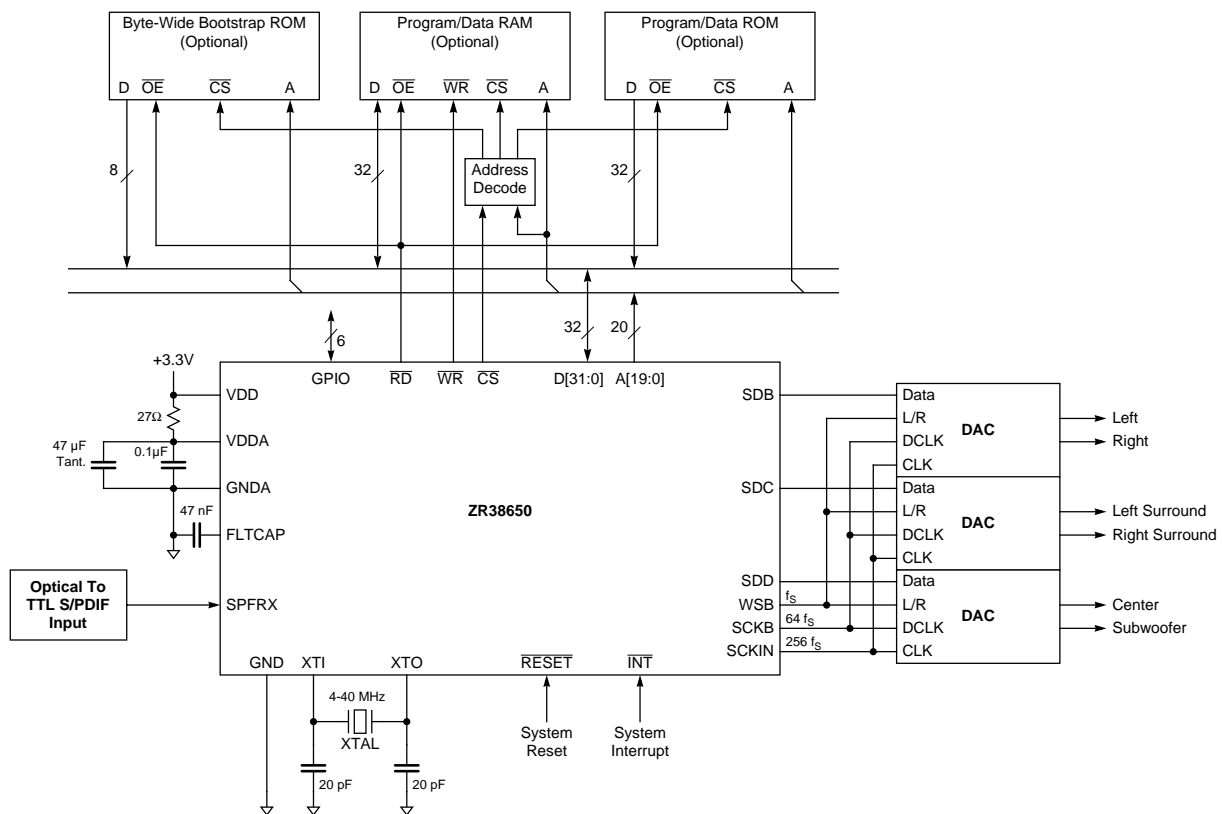 Byte-Wide Bootstrap ROM
(Optional)
D OE CS A
Program/Data RAM
(Optional)
D OE WR CS A
Program/Data ROM
(Optional)
D OE CS A
8
32
Address
Decode
32
6
32
20
+3.3V
27Ω
47 µF
Tant.
0.1µF
47 nF
VDD
VDDA
GNDA
FLTCAP
SPFRX
GPIO RD WR CS D[31:0] A[19:0]
ZR38650
SDB
SDC
SDD
WSB
SCKB
SCKIN
fS
64 fS
256 fS
Data
L/R
DCLK
CLK
DAC
Left
Right
Data
L/R
DCLK
CLK
DAC
Left Surround
Right Surround
Data
L/R
DCLK
CLK
DAC
Center
Subwoofer
Optical To
TTL S/PDIF
Input
GND XTI XTO RESET INT
4-40 MHz
XTAL
20 pF
20 pF
System
Reset
System
Interrupt